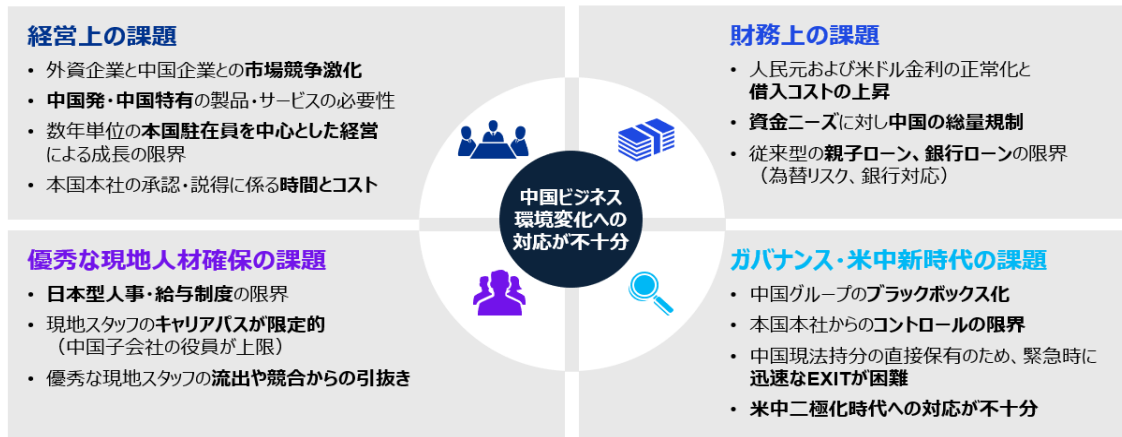 経営上の課題
• 外資企業と中国企業との市場競争激化
• 中国発・中国特有の製品・サービスの必要性
• 数年単位の本国駐在員を中心とした経営
による成長の限界
• 本国本社の承認・説得に係る時間とコスト
財務上の課題
• 人民元および米ドル金利の正常化と
借入コストの上昇
• 資金ニーズに対し中国の総量規制
• 従来型の親子ローン、銀行ローンの限界
（為替リスク、銀行対応）
中国ビジネス
環境変化への
対応が不十分
優秀な現地人材確保の課題
• 日本型人事・給与制度の限界
• 現地スタッフのキャリアパスが限定的
（中国子会社の役員が上限）
• 優秀な現地スタッフの流出や競合からの引抜き
ガバナンス・米中新時代の課題
• 中国グループのブラックボックス化
• 本国本社からのコントロールの限界
• 中国現法持分の直接保有のため、緊急時に
迅速なEXITが困難
• 米中二極化時代への対応が不十分